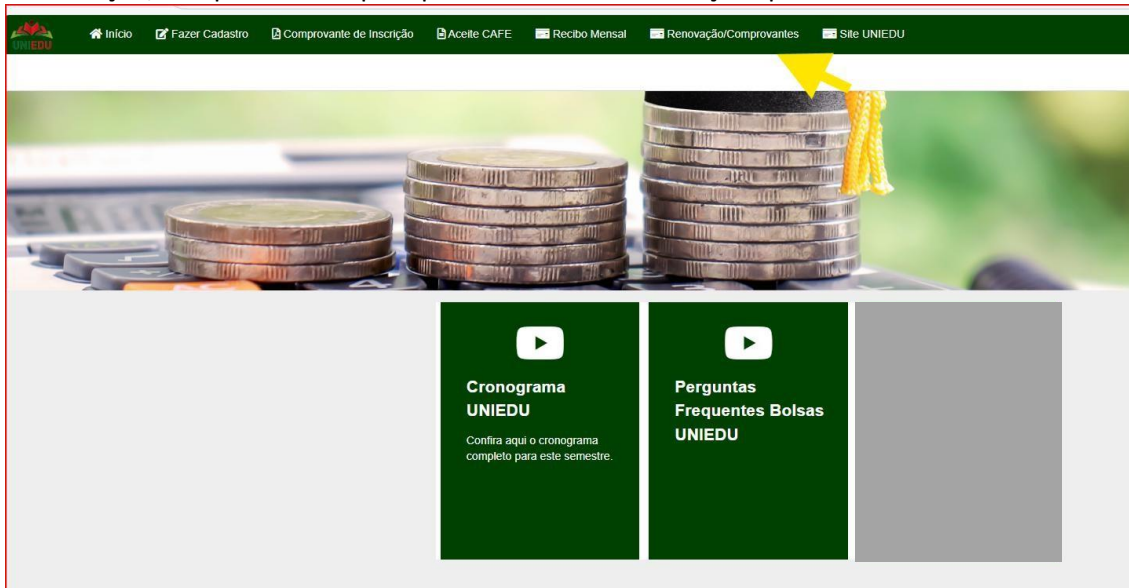 UNIEDU
Início Fazer Cadastro Comprovante de Inscrição Aceite CAFE Recibo Mensal Renovação/Comprovantes Site UNIEDU
Cronograma
UNIEDU
Confira aqui o cronograma
completo para este semestre.
Perguntas
Frequentes Bolsas
UNIEDU